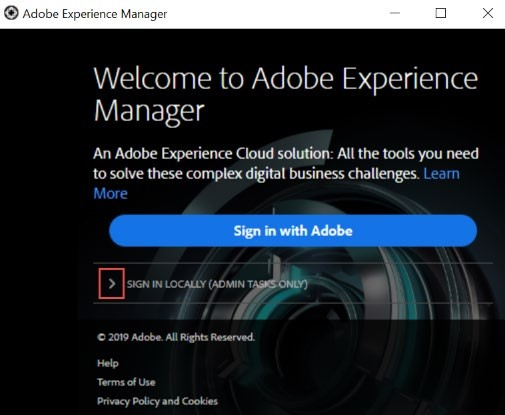 Adobe Experience Manager
Welcome to Adobe Experience
Manager
An Adobe Experience Cloud solution: All the tools you need
to solve these complex digital business challenges. Learn
More
Sign in with Adobe
SIGN IN LOCALLY (ADMIN TASKS ONLY)
© 2019 Adobe. All Rights Reserved.
Help
Terms of Use
Privacy Policy and Cookies